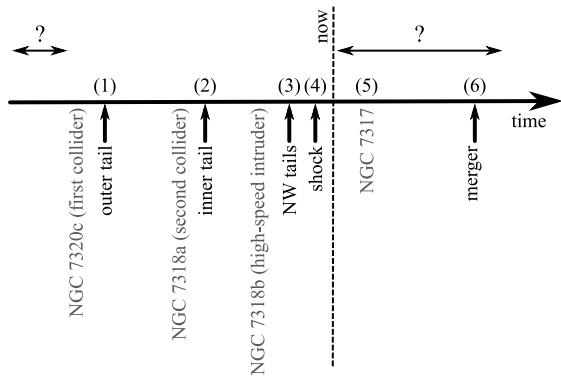 now
?
?
(1)
(2)
(3)
(4)
(5)
(6)
time
NGC 7320c (first collider)
outer tail
NGC 7318a (second collider)
inner tail
NGC 7318b (high-speed intruder)
NW tails
shock
NGC 7317
merger